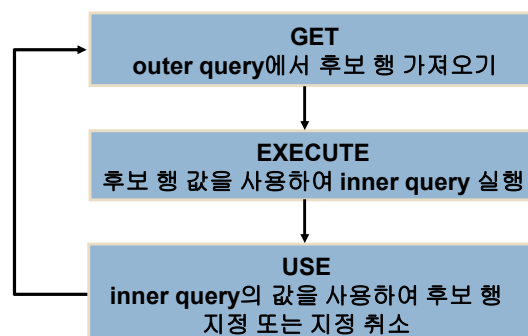 GET
outer query에서 후보 행 가져오기
EXECUTE
후보 행 값을 사용하여 inner query 실행
USE
inner query의 값을 사용하여 후보 행
지정 또는 지정 취소